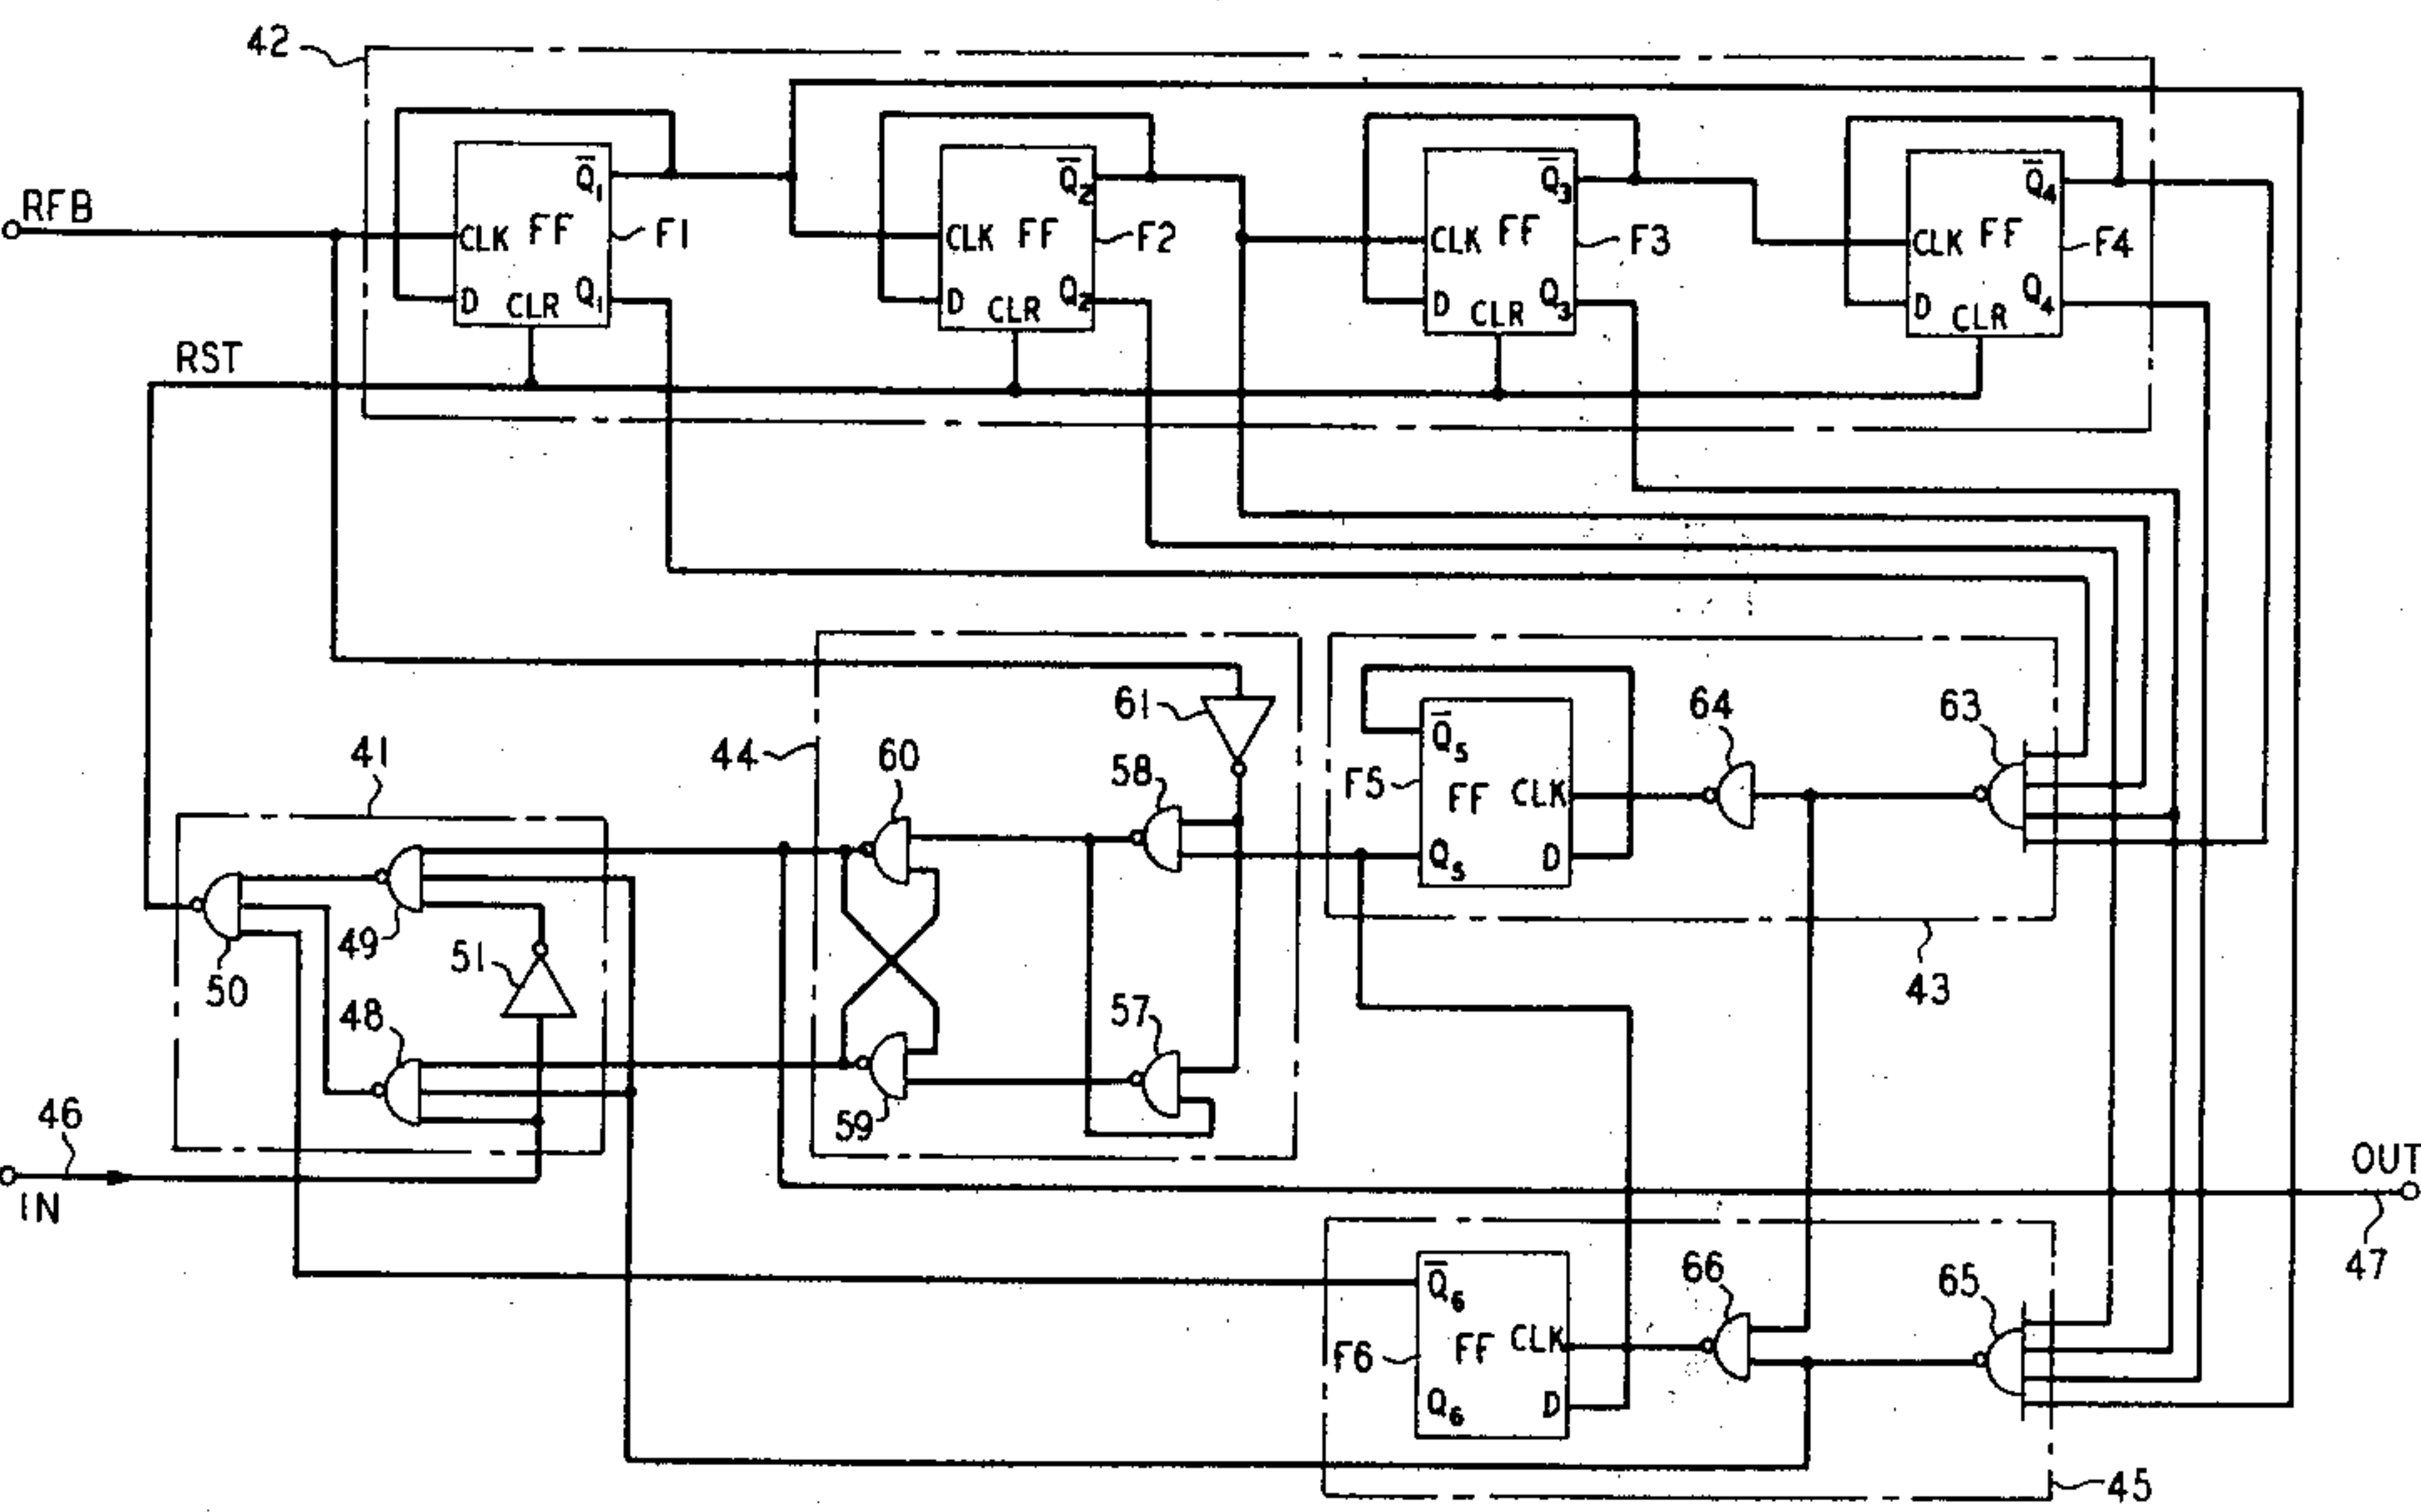 42
RFB
Q̅1
CLK FF
F1
D CLR Q1
Q̅2
CLK FF
F2
D CLR Q2
Q̅3
CLK FF
F3
D CLR Q3
Q̅4
CLK FF
F4
D CLR Q4
RST
61
44
60
58
41
49
51
50
48
57
59
46
IN
Q̅5
F5
FF CLK
Q5 D
64
63
43
OUT
47
Q̅6
F6
FF CLK
Q6 D
66
65
45